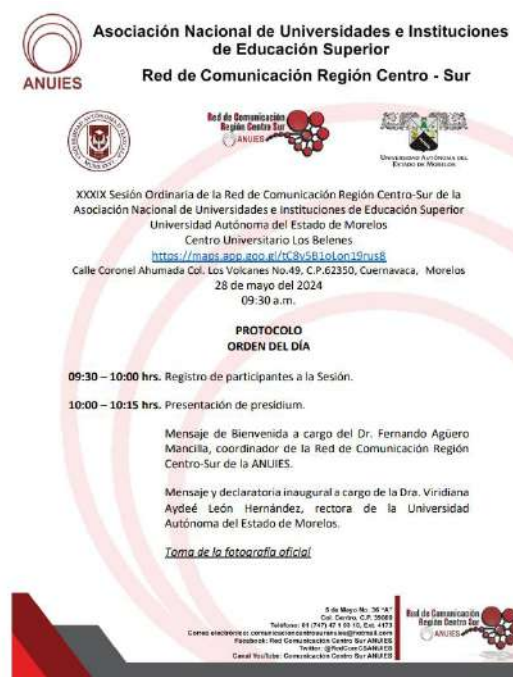 Asociación Nacional de Universidades e Instituciones
de Educación Superior
Red de Comunicación Región Centro - Sur
ANUIES
Red de Comunicación
Región Centro Sur
ANUIES
UNIVERSIDAD AUTÓNOMA DEL
ESTADO DE MORELOS
XXXIX Sesión Ordinaria de la Red de Comunicación Región Centro-Sur de la
Asociación Nacional de Universidades e Instituciones de Educación Superior
Universidad Autónoma del Estado de Morelos
Centro Universitario Los Belenes
https://maps.app.goo.gl/tC8v5B1oLon19rus8
Calle Coronel Ahumada Col. Los Volcanes No.49, C.P.62350, Cuernavaca, Morelos
28 de mayo del 2024
09:30 a.m.
PROTOCOLO
ORDEN DEL DÍA
09:30 – 10:00 hrs. Registro de participantes a la Sesión.
10:00 – 10:15 hrs. Presentación de presidium.
Mensaje de Bienvenida a cargo del Dr. Fernando Agüero
Mancilla, coordinador de la Red de Comunicación Región
Centro-Sur de la ANUIES.
Mensaje y declaratoria inaugural a cargo de la Dra. Viridiana
Aydeé León Hernández, rectora de la Universidad
Autónoma del Estado de Morelos.
Toma de la fotografía oficial
5 de Mayo No. 36 "A"
Col. Centro, C.P. 39000
Facebook: Red Comunicación Centro Sur ANUIES
Twitter: @RedComCSANUIES
Canal YouTube: Comunicación Centro Sur ANUIES
Red de Comunicación
Región Centro Sur
ANUIES